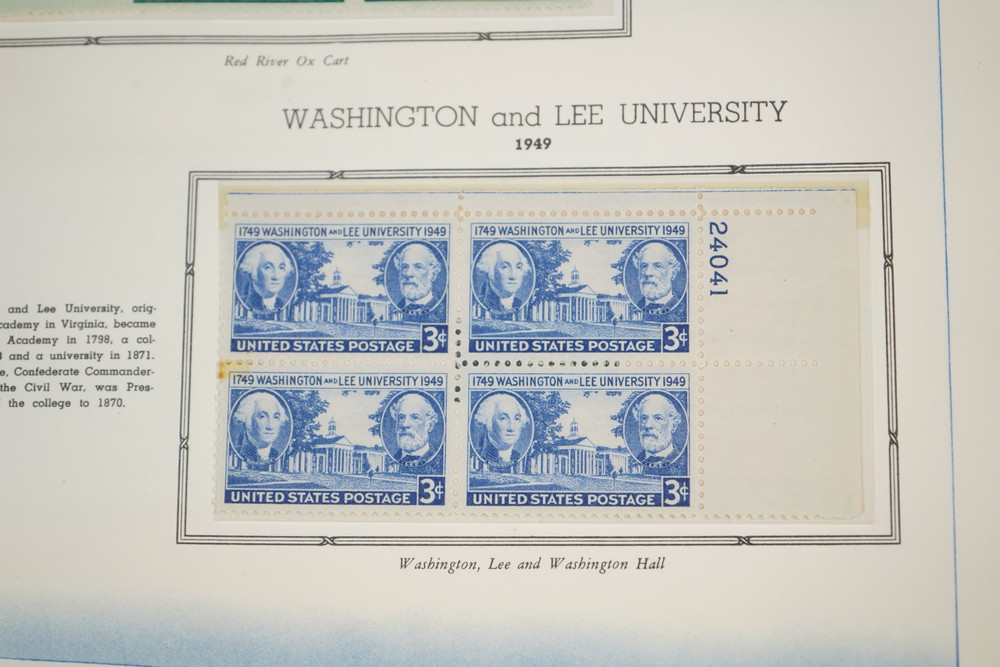 Red River Ox Cart
WASHINGTON and LEE UNIVERSITY
1949
and Lee University, orig-
cademy in Virginia, became
Academy in 1798, a col-
and a university in 1871.
e, Confederate Commander-
the Civil War, was Pres-
the college to 1870.
1749 WASHINGTON AND LEE UNIVERSITY 1949
UNITED STATES POSTAGE 3¢
1749 WASHINGTON AND LEE UNIVERSITY 1949
UNITED STATES POSTAGE 3¢
24041
1749 WASHINGTON AND LEE UNIVERSITY 1949
UNITED STATES POSTAGE 3¢
1749 WASHINGTON AND LEE UNIVERSITY 1949
UNITED STATES POSTAGE 3¢
Washington, Lee and Washington Hall